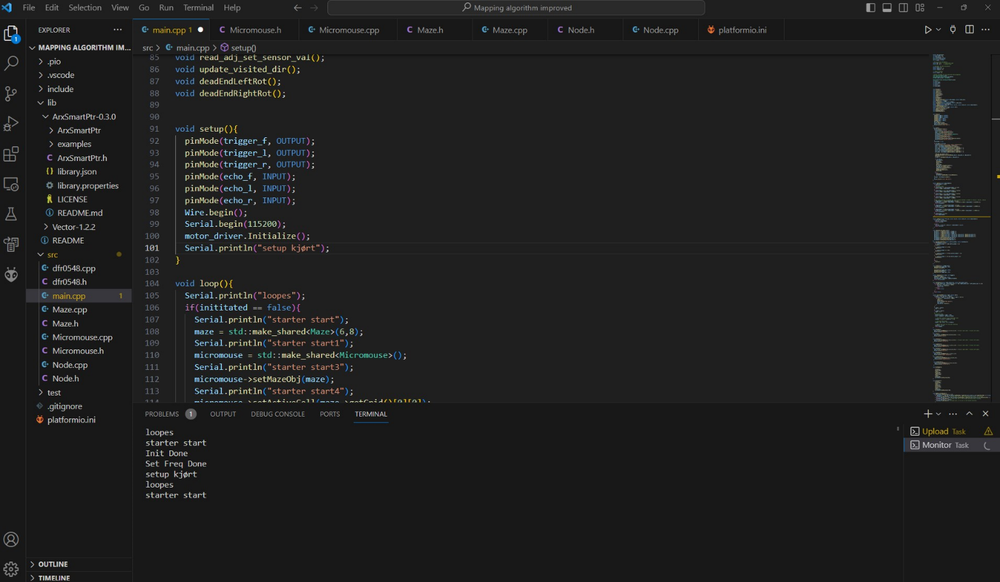 File Edit Selection View Go Run Terminal Help
Mapping algorithm improved
EXPLORER
main.cpp 1
Micromouse.h
Micromouse.cpp
Maze.h
Maze.cpp
Node.h
Node.cpp
platformio.ini
src > main.cpp > setup()
MAPPING ALGORITHM IM...
.pio
.vscode
include
lib
ArxSmartPtr-0.3.0
ArxSmartPtr
examples
ArxSmartPtr.h
library.json
library.properties
LICENSE
README.md
Vector-1.2.2
README
src
dfr0548.cpp
dfr0548.h
main.cpp 1
Maze.cpp
Maze.h
Micromouse.cpp
Micromouse.h
Node.cpp
Node.h
test
.gitignore
platformio.ini
OUTLINE
TIMELINE
85 void read_adj_set_sensor_val();
86 void update_visited_dir();
87 void deadEndLeftRot();
88 void deadEndRightRot();
89
90
91 void setup(){
92 pinMode(trigger_f, OUTPUT);
93 pinMode(trigger_l, OUTPUT);
94 pinMode(trigger_r, OUTPUT);
95 pinMode(echo_f, INPUT);
96 pinMode(echo_l, INPUT);
97 pinMode(echo_r, INPUT);
98 Wire.begin();
99 Serial.begin(115200);
100 motor_driver.Initialize();
101 Serial.println("setup kjørt");
102 }
103
104 void loop(){
105 Serial.println("loopes");
106 if(inititated == false){
107 Serial.println("starter start");
108 maze = std::make_shared<Maze>(6,8);
109 Serial.println("starter start1");
110 micromouse = std::make_shared<Micromouse>();
111 Serial.println("starter start3");
112 micromouse->setMazeObj(maze);
113 Serial.println("starter start4");
114 micromouse->setActiveCell(maze->getGrid()[0][0]);
PROBLEMS 1 OUTPUT DEBUG CONSOLE PORTS TERMINAL
loopes
starter start
Init Done
Set Freq Done
setup kjørt
loopes
starter start
Upload Task
Monitor Task
1